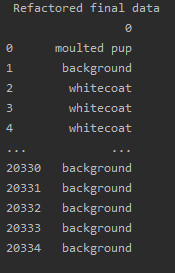 Refactored final data
0
0 moulted pup
1 background
2 whitecoat
3 whitecoat
4 whitecoat
... ...
20330 background
20331 background
20332 background
20333 background
20334 background